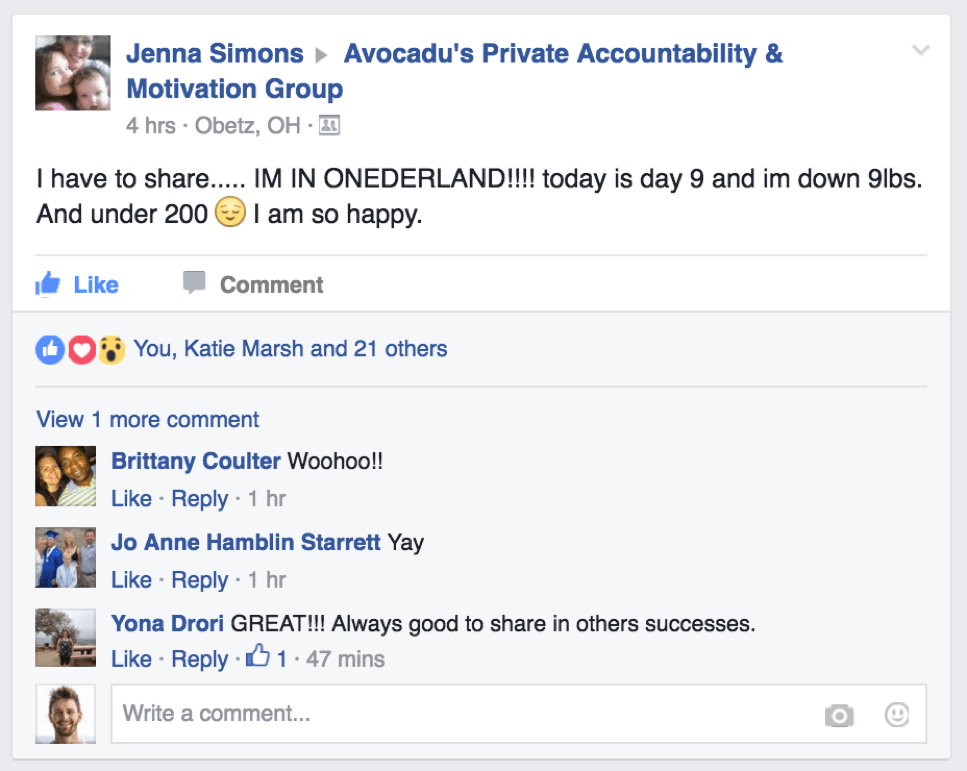 Jenna Simons ▸ Avocadu's Private Accountability &
Motivation Group
4 hrs · Obetz, OH ·
I have to share..... IM IN ONEDERLAND!!!! today is day 9 and im down 9lbs.
And under 200 😌 I am so happy.
Like Comment
You, Katie Marsh and 21 others
View 1 more comment
Brittany Coulter Woohoo!!
Like · Reply · 1 hr
Jo Anne Hamblin Starrett Yay
Like · Reply · 1 hr
Yona Drori GREAT!!! Always good to share in others successes.
Like · Reply · 1 · 47 mins
Write a comment...